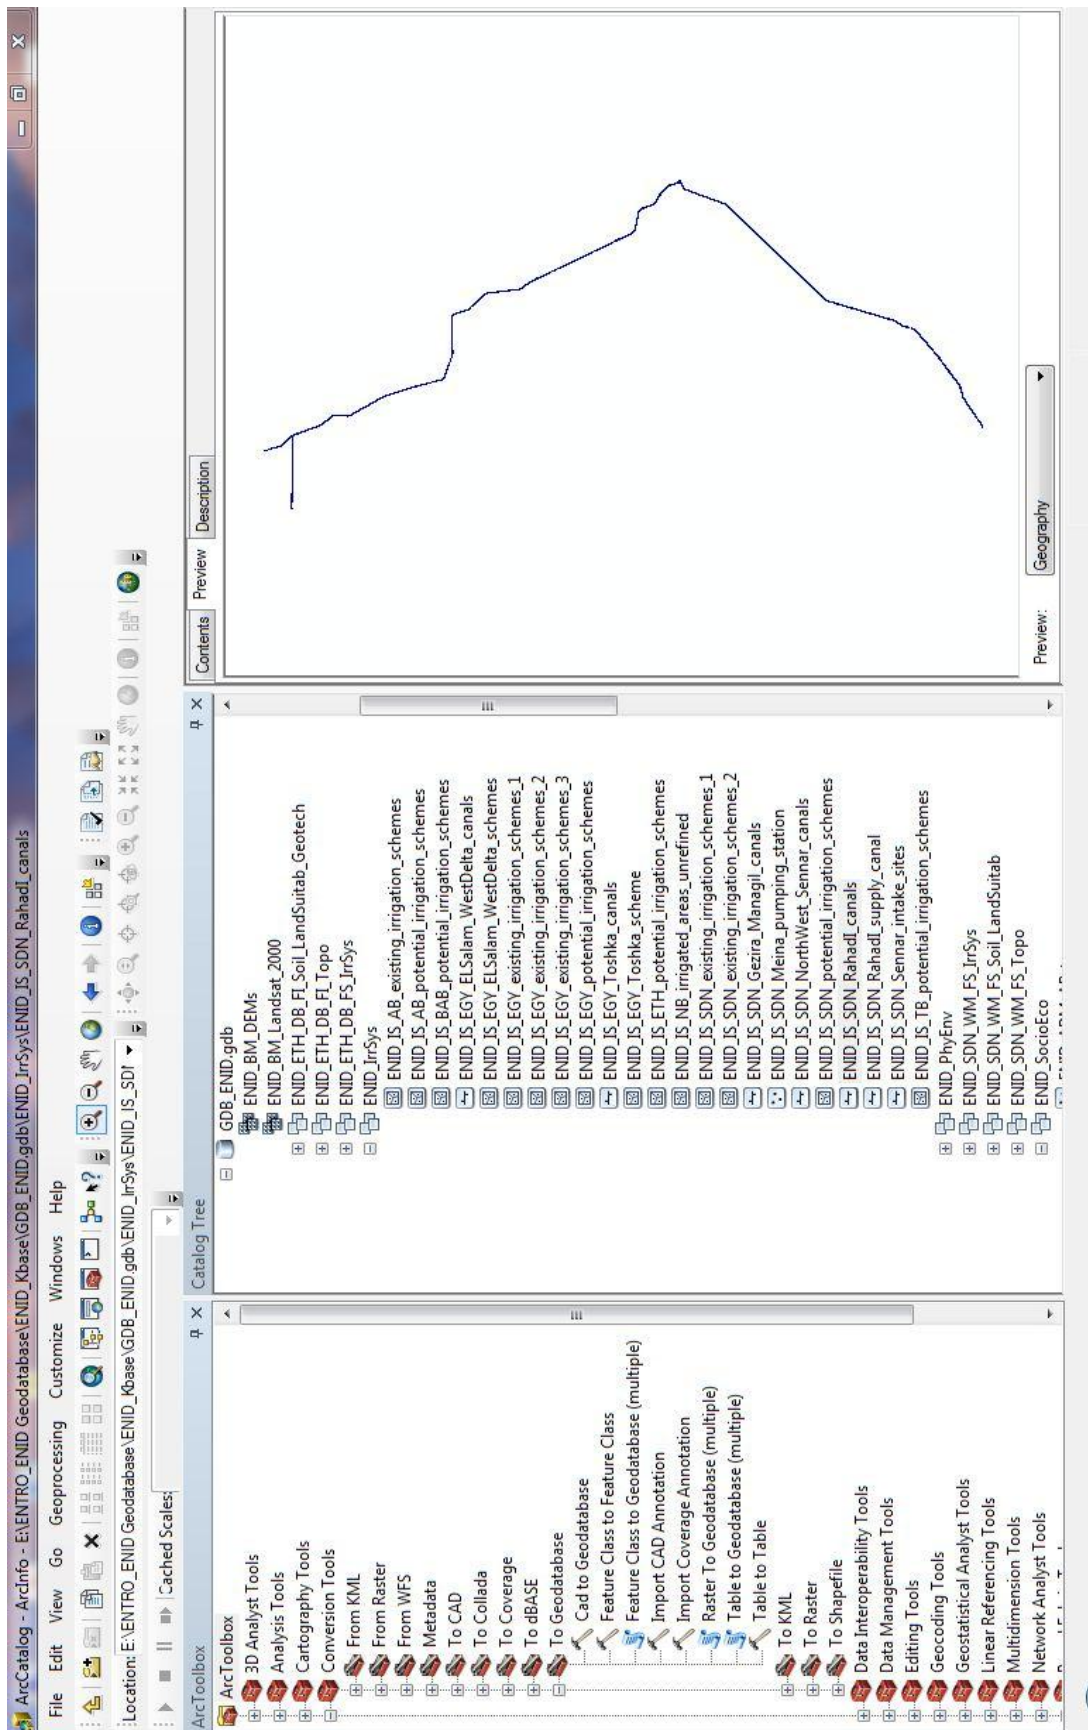 ArcCatalog - ArcInfo - E:\ENTRO_ENID Geodatabase\ENID_Kbase\GDB_ENID.gdb\ENID_IrrSys\ENID_IS_SDN_RahadI_canals
File Edit View Go Geoprocessing Customize Windows Help
Location: E:\ENTRO_ENID Geodatabase\ENID_Kbase\GDB_ENID.gdb\ENID_IrrSys\ENID_IS_SDN
Cached Scales:
ArcToolbox
ArcToolbox
3D Analyst Tools
Analysis Tools
Cartography Tools
Conversion Tools
From KML
From Raster
From WFS
Metadata
To CAD
To Collada
To Coverage
To dBASE
To Geodatabase
Cad to Geodatabase
Feature Class to Feature Class
Feature Class to Geodatabase (multiple)
Import CAD Annotation
Import Coverage Annotation
Raster To Geodatabase (multiple)
Table to Geodatabase (multiple)
Table to Table
To KML
To Raster
To Shapefile
Data Interoperability Tools
Data Management Tools
Editing Tools
Geocoding Tools
Geostatistical Analyst Tools
Linear Referencing Tools
Multidimension Tools
Network Analyst Tools
Catalog Tree
GDB_ENID.gdb
ENID_BM_DEMs
ENID_BM_Landsat_2000
ENID_ETH_DB_FI_Soil_LandSuitab_Geotech
ENID_ETH_DB_FI_Topo
ENID_ETH_DB_FS_IrrSys
ENID_IrrSys
ENID_IS_AB_existing_irrigation_schemes
ENID_IS_AB_potential_irrigation_schemes
ENID_IS_BAB_potential_irrigation_schemes
ENID_IS_EGY_ELSalam_WestDelta_canals
ENID_IS_EGY_ELSalam_WestDelta_schemes
ENID_IS_EGY_existing_irrigation_schemes_1
ENID_IS_EGY_existing_irrigation_schemes_2
ENID_IS_EGY_existing_irrigation_schemes_3
ENID_IS_EGY_potential_irrigation_schemes
ENID_IS_EGY_Toshka_canals
ENID_IS_EGY_Toshka_scheme
ENID_IS_ETH_potential_irrigation_schemes
ENID_IS_NB_irrigated_areas_unrefined
ENID_IS_SDN_existing_irrigation_schemes_1
ENID_IS_SDN_existing_irrigation_schemes_2
ENID_IS_SDN_Gezira_Managil_canals
ENID_IS_SDN_Meina_pumping_station
ENID_IS_SDN_NorthWest_Sennar_canals
ENID_IS_SDN_potential_irrigation_schemes
ENID_IS_SDN_RahadI_canals
ENID_IS_SDN_RahadI_supply_canal
ENID_IS_SDN_Sennar_intake_sites
ENID_IS_TB_potential_irrigation_schemes
ENID_PhyEnv
ENID_SDN_WM_FS_IrrSys
ENID_SDN_WM_FS_Soil_LandSuitab
ENID_SDN_WM_FS_Topo
ENID_SocioEco
Contents Preview Description
Preview: Geography